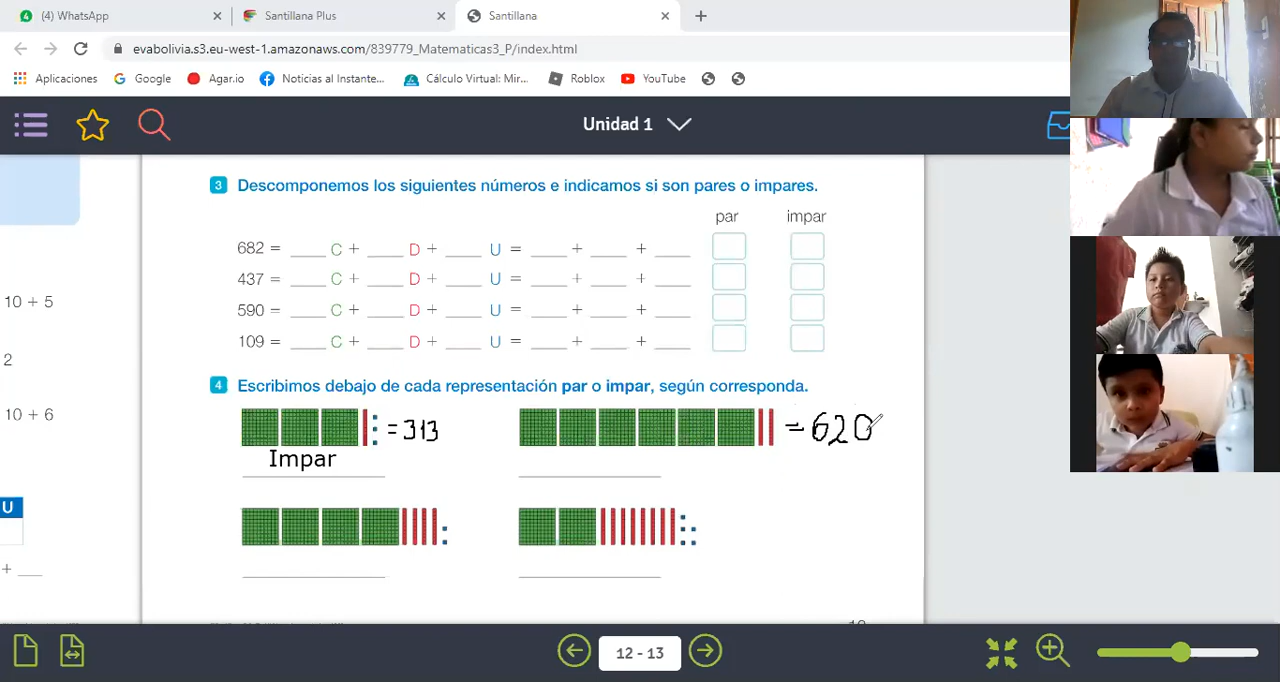 (4) WhatsApp
Santillana Plus
Santillana
evabolivia.s3.eu-west-1.amazonaws.com/839779_Matematicas3_P/index.html
Aplicaciones Google Agar.io Noticias al Instante... Cálculo Virtual: Mir... Roblox YouTube
Unidad 1
3 Descomponemos los siguientes números e indicamos si son pares o impares.
par impar
682 = ____ C + ____ D + ____ U = ____ + ____ + ____
437 = ____ C + ____ D + ____ U = ____ + ____ + ____
590 = ____ C + ____ D + ____ U = ____ + ____ + ____
109 = ____ C + ____ D + ____ U = ____ + ____ + ____
10 + 5
2
10 + 6
4 Escribimos debajo de cada representación par o impar, según corresponda.
= 313
= 620
Impar
U
+ ___
12 - 13